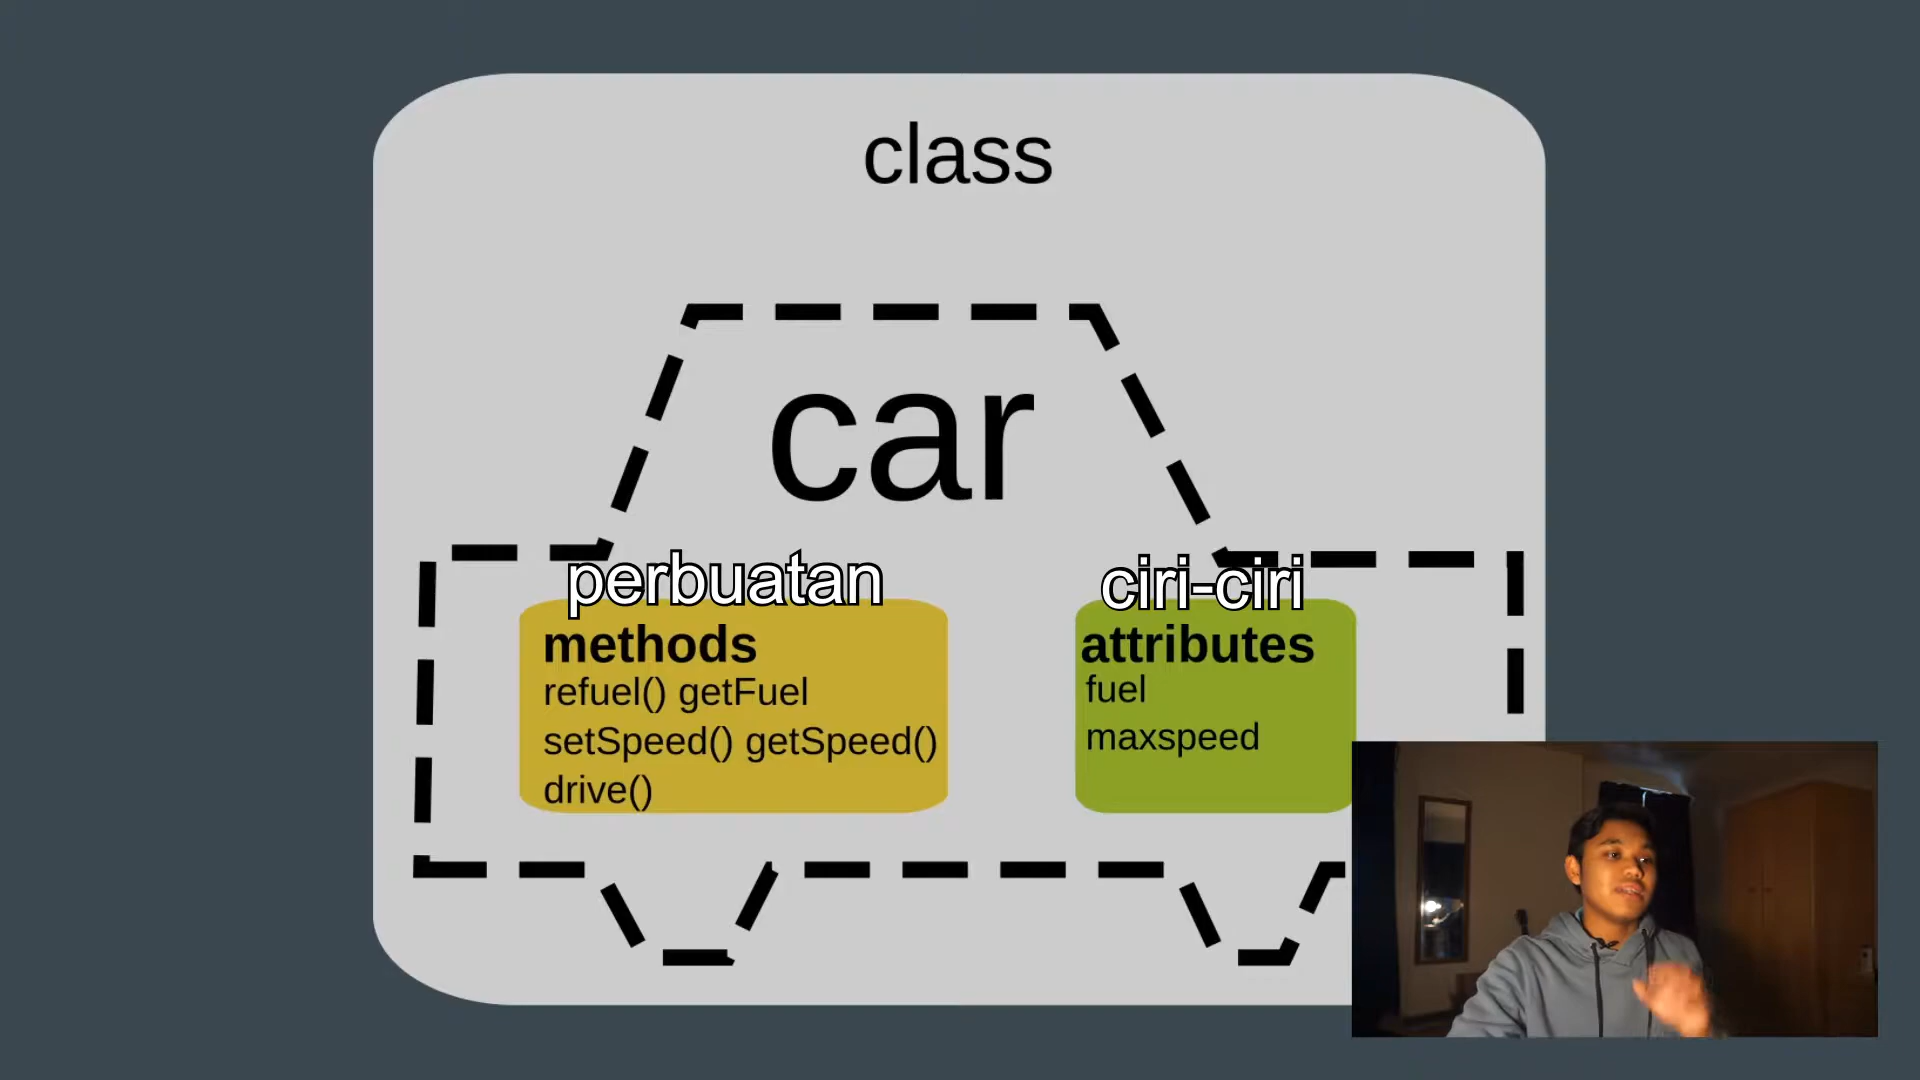 class
car
perbuatan
methods
refuel() getFuel
setSpeed() getSpeed()
drive()
ciri-ciri
attributes
fuel
maxspeed